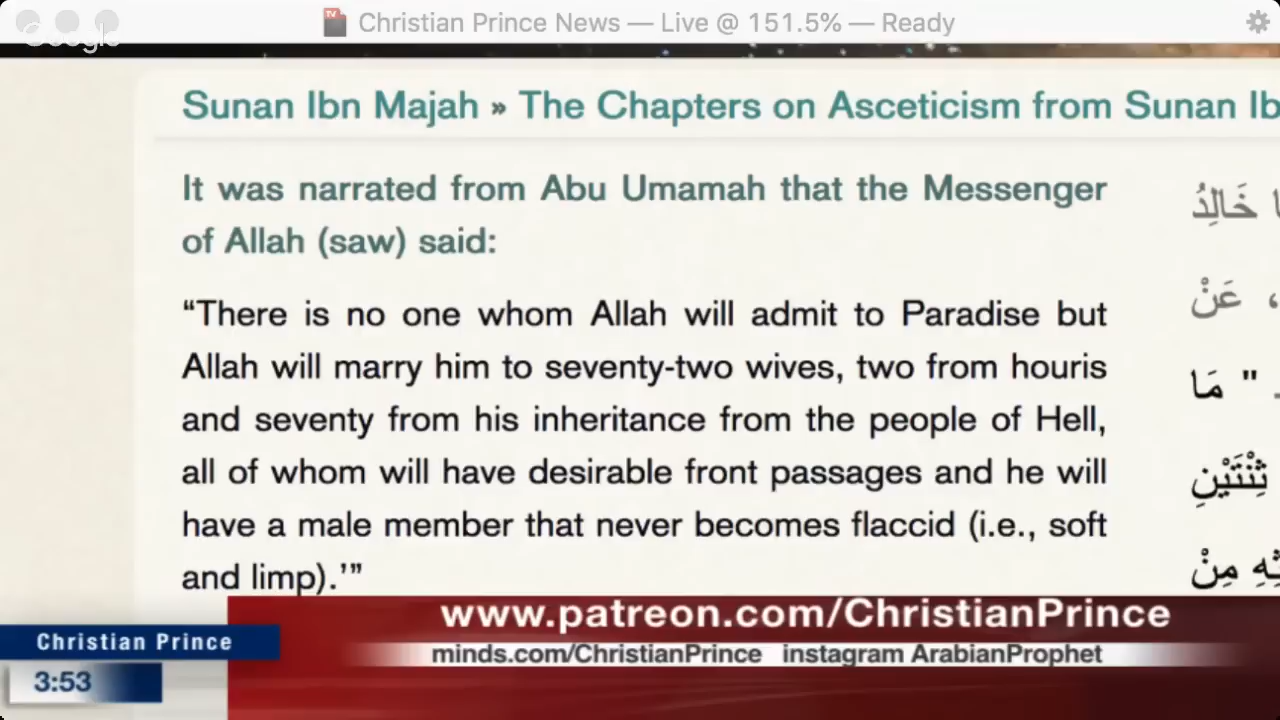 Christian Prince News — Live @ 151.5% — Ready
Google
Sunan Ibn Majah » The Chapters on Asceticism from Sunan Ib
It was narrated from Abu Umamah that the Messenger
of Allah (saw) said:
“There is no one whom Allah will admit to Paradise but
Allah will marry him to seventy-two wives, two from houris
and seventy from his inheritance from the people of Hell,
all of whom will have desirable front passages and he will
have a male member that never becomes flaccid (i.e., soft
and limp).’”
خَالِدُ
، عَنْ
" مَا
ثِنْتَيْنِ
مِنْ
www.patreon.com/ChristianPrince
Christian Prince
minds.com/ChristianPrince instagram ArabianProphet
3:53